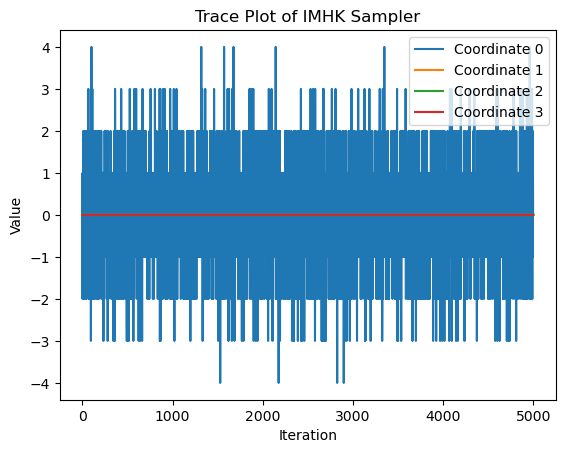 Trace Plot of IMHK Sampler
Coordinate 0
Coordinate 1
Coordinate 2
Coordinate 3
Value
4
3
2
1
0
−1
−2
−3
−4
0 1000 2000 3000 4000 5000
Iteration